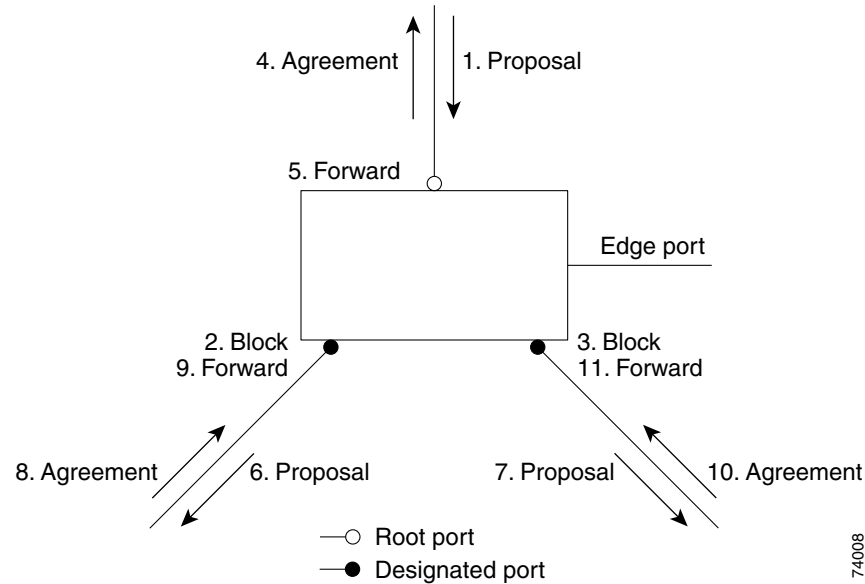 4. Agreement
1. Proposal
5. Forward
Edge port
2. Block
9. Forward
3. Block
11. Forward
8. Agreement
6. Proposal
7. Proposal
10. Agreement
Root port
Designated port
74008